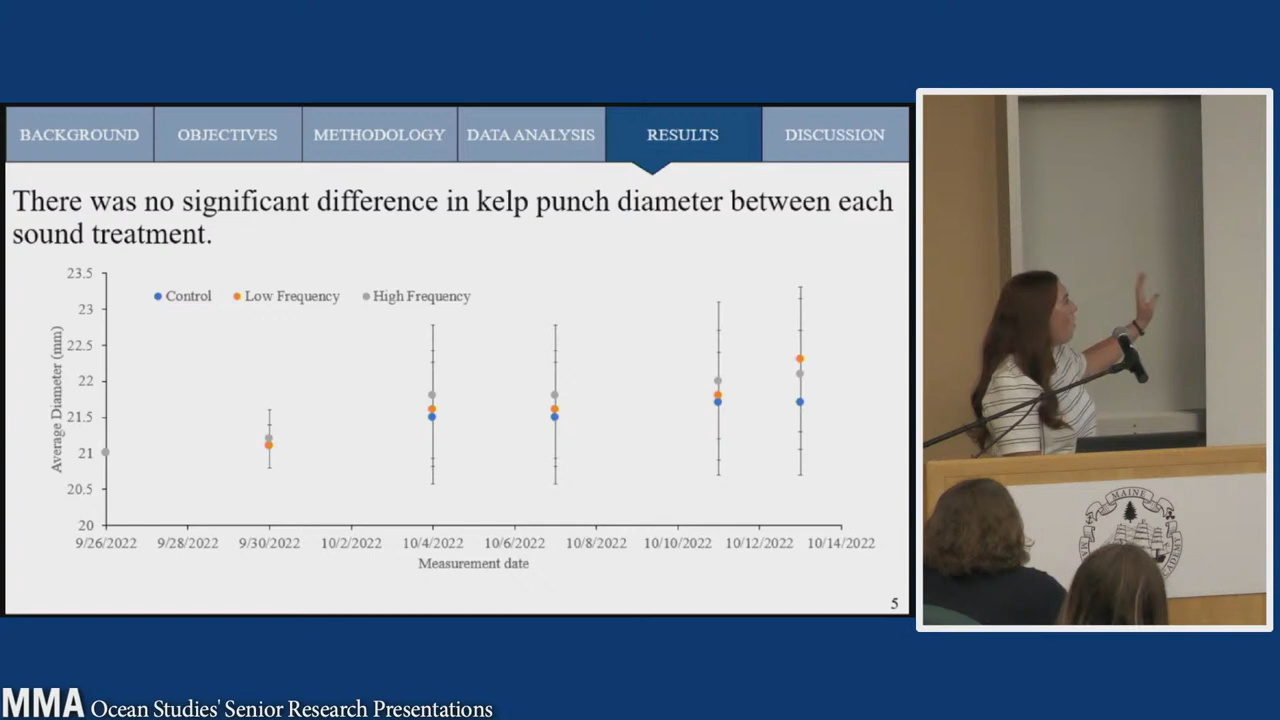 BACKGROUND
OBJECTIVES
METHODOLOGY
DATA ANALYSIS
RESULTS
DISCUSSION
There was no significant difference in kelp punch diameter between each
sound treatment.
Control
Low Frequency
High Frequency
Average Diameter (mm)
23.5
23
22.5
22
21.5
21
20.5
20
9/26/2022
9/28/2022
9/30/2022
10/2/2022
10/4/2022
10/6/2022
10/8/2022
10/10/2022
10/12/2022
10/14/2022
Measurement date
5
MAINE
ACADEMY
MMA Ocean Studies' Senior Research Presentations